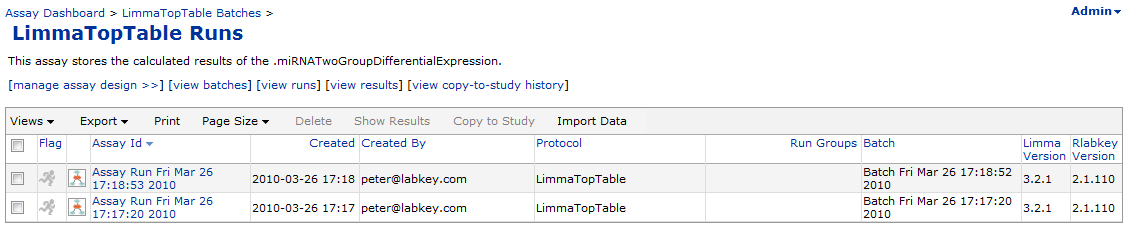 Assay Dashboard > LimmaTopTable Batches >
Admin
LimmaTopTable Runs
This assay stores the calculated results of the .miRNATwoGroupDifferentialExpression.
[manage assay design >>] [view batches] [view runs] [view results] [view copy-to-study history]
Views Export Print Page Size Delete Show Results Copy to Study Import Data
Flag Assay Id Created Created By Protocol Run Groups Batch Limma Version Rlabkey Version
Assay Run Fri Mar 26 17:18:53 2010 2010-03-26 17:18 peter@labkey.com LimmaTopTable Batch Fri Mar 26 17:18:52 2010 3.2.1 2.1.110
Assay Run Fri Mar 26 17:17:20 2010 2010-03-26 17:17 peter@labkey.com LimmaTopTable Batch Fri Mar 26 17:17:20 2010 3.2.1 2.1.110